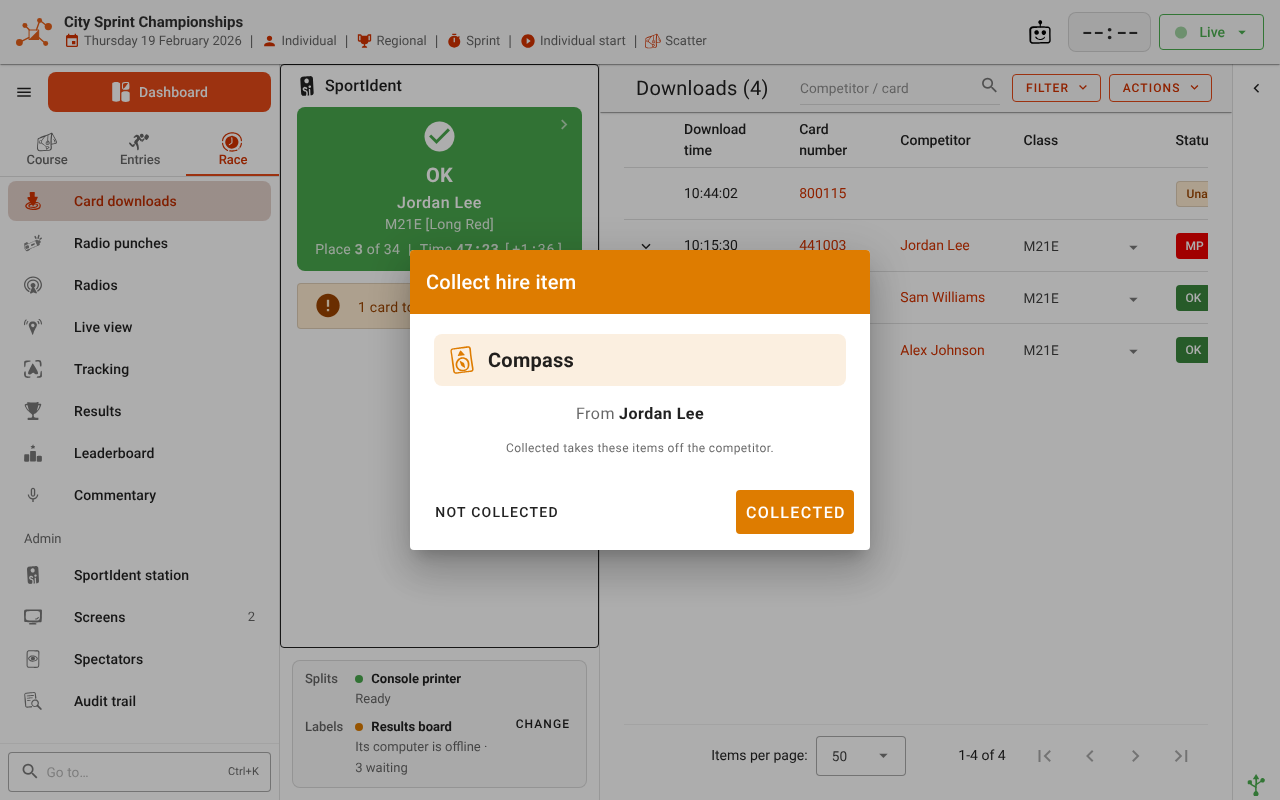 City Sprint Championships
Thursday 19 February 2026 | Individual | Regional | Sprint | Individual start | Scatter
--:--
Live
Dashboard
Course
Entries
Race
Card downloads
Radio punches
Radios
Live view
Tracking
Results
Leaderboard
Commentary
Admin
SportIdent station
Screens 2
Spectators
Audit trail
Go to... Ctrl+K
SportIdent
OK
Jordan Lee
M21E [Long Red]
Place 3 of 34 | Time 47:23 [+1:36]
1 card to
Splits Console printer
Ready
Labels Results board CHANGE
Its computer is offline ·
3 waiting
Downloads (4)
Competitor / card
FILTER
ACTIONS
Download time
Card number
Competitor
Class
Statu
10:44:02 800115 Una
10:15:30 441003 Jordan Lee M21E MP
Sam Williams M21E OK
Alex Johnson M21E OK
Items per page: 50 1-4 of 4
Collect hire item
Compass
From Jordan Lee
Collected takes these items off the competitor.
NOT COLLECTED
COLLECTED